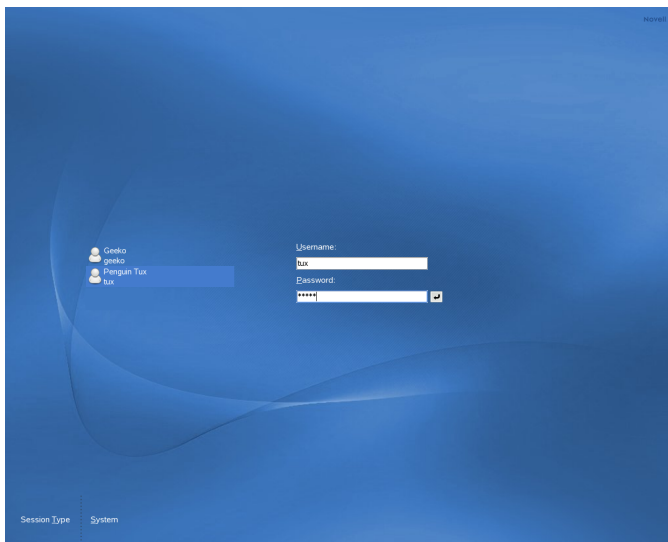 Novell
Geeko
geeko
Penguin Tux
tux
Username:
tux
Password:
*****
Session Type
System